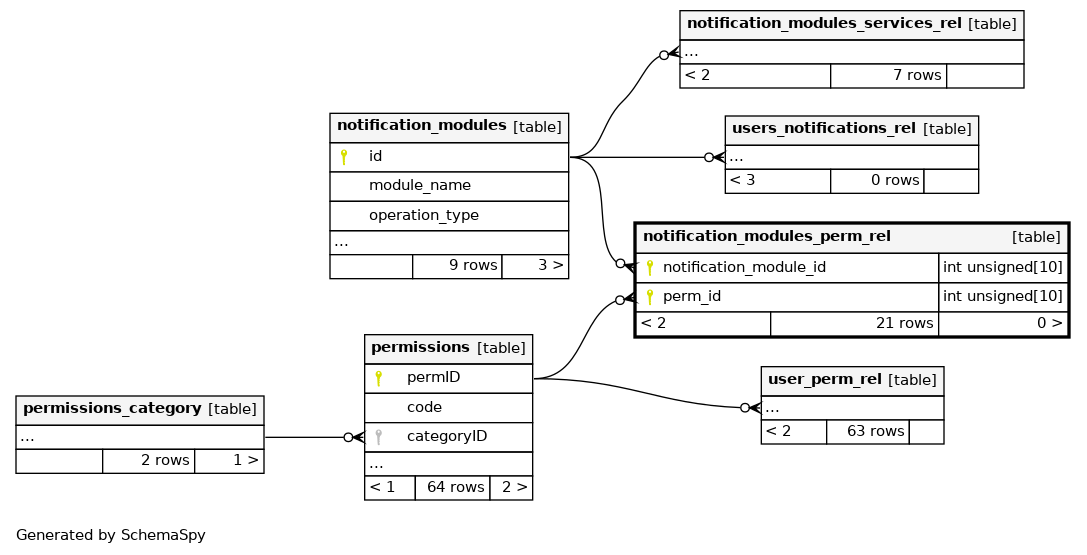 notification_modules_services_rel [table]
...
< 2 7 rows
notification_modules [table]
id
module_name
operation_type
...
9 rows 3 >
users_notifications_rel [table]
...
< 3 0 rows
notification_modules_perm_rel [table]
notification_module_id int unsigned[10]
perm_id int unsigned[10]
< 2 21 rows 0 >
permissions [table]
permID
code
categoryID
...
< 1 64 rows 2 >
user_perm_rel [table]
...
< 2 63 rows
permissions_category [table]
...
2 rows 1 >
Generated by SchemaSpy